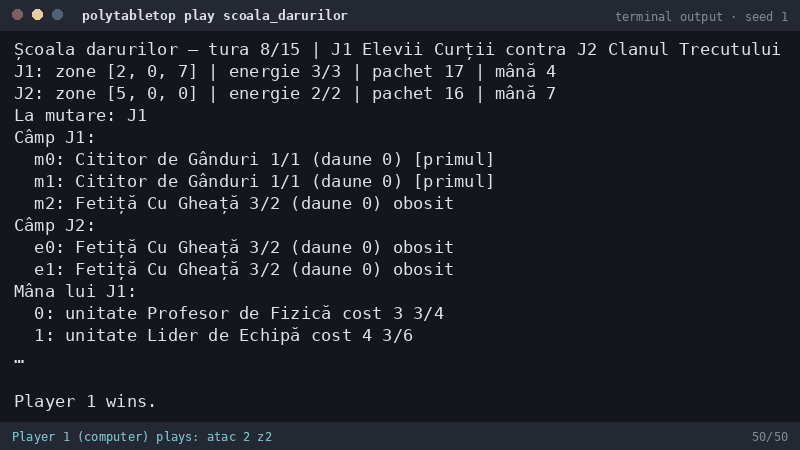 polytabletop play scoala_darurilor
terminal output · seed 1
Școala darurilor — tura 8/15 | J1 Elevii Curții contra J2 Clanul Trecutului
J1: zone [2, 0, 7] | energie 3/3 | pachet 17 | mână 4
J2: zone [5, 0, 0] | energie 2/2 | pachet 16 | mână 7
La mutare: J1
Câmp J1:
  m0: Cititor de Gânduri 1/1 (daune 0) [primul]
  m1: Cititor de Gânduri 1/1 (daune 0) [primul]
  m2: Fetiță Cu Gheață 3/2 (daune 0) obosit
Câmp J2:
  e0: Fetiță Cu Gheață 3/2 (daune 0) obosit
  e1: Fetiță Cu Gheață 3/2 (daune 0) obosit
Mâna lui J1:
  0: unitate Profesor de Fizică cost 3 3/4
  1: unitate Lider de Echipă cost 4 3/6
…
Player 1 wins.
Player 1 (computer) plays: atac 2 z2
50/50